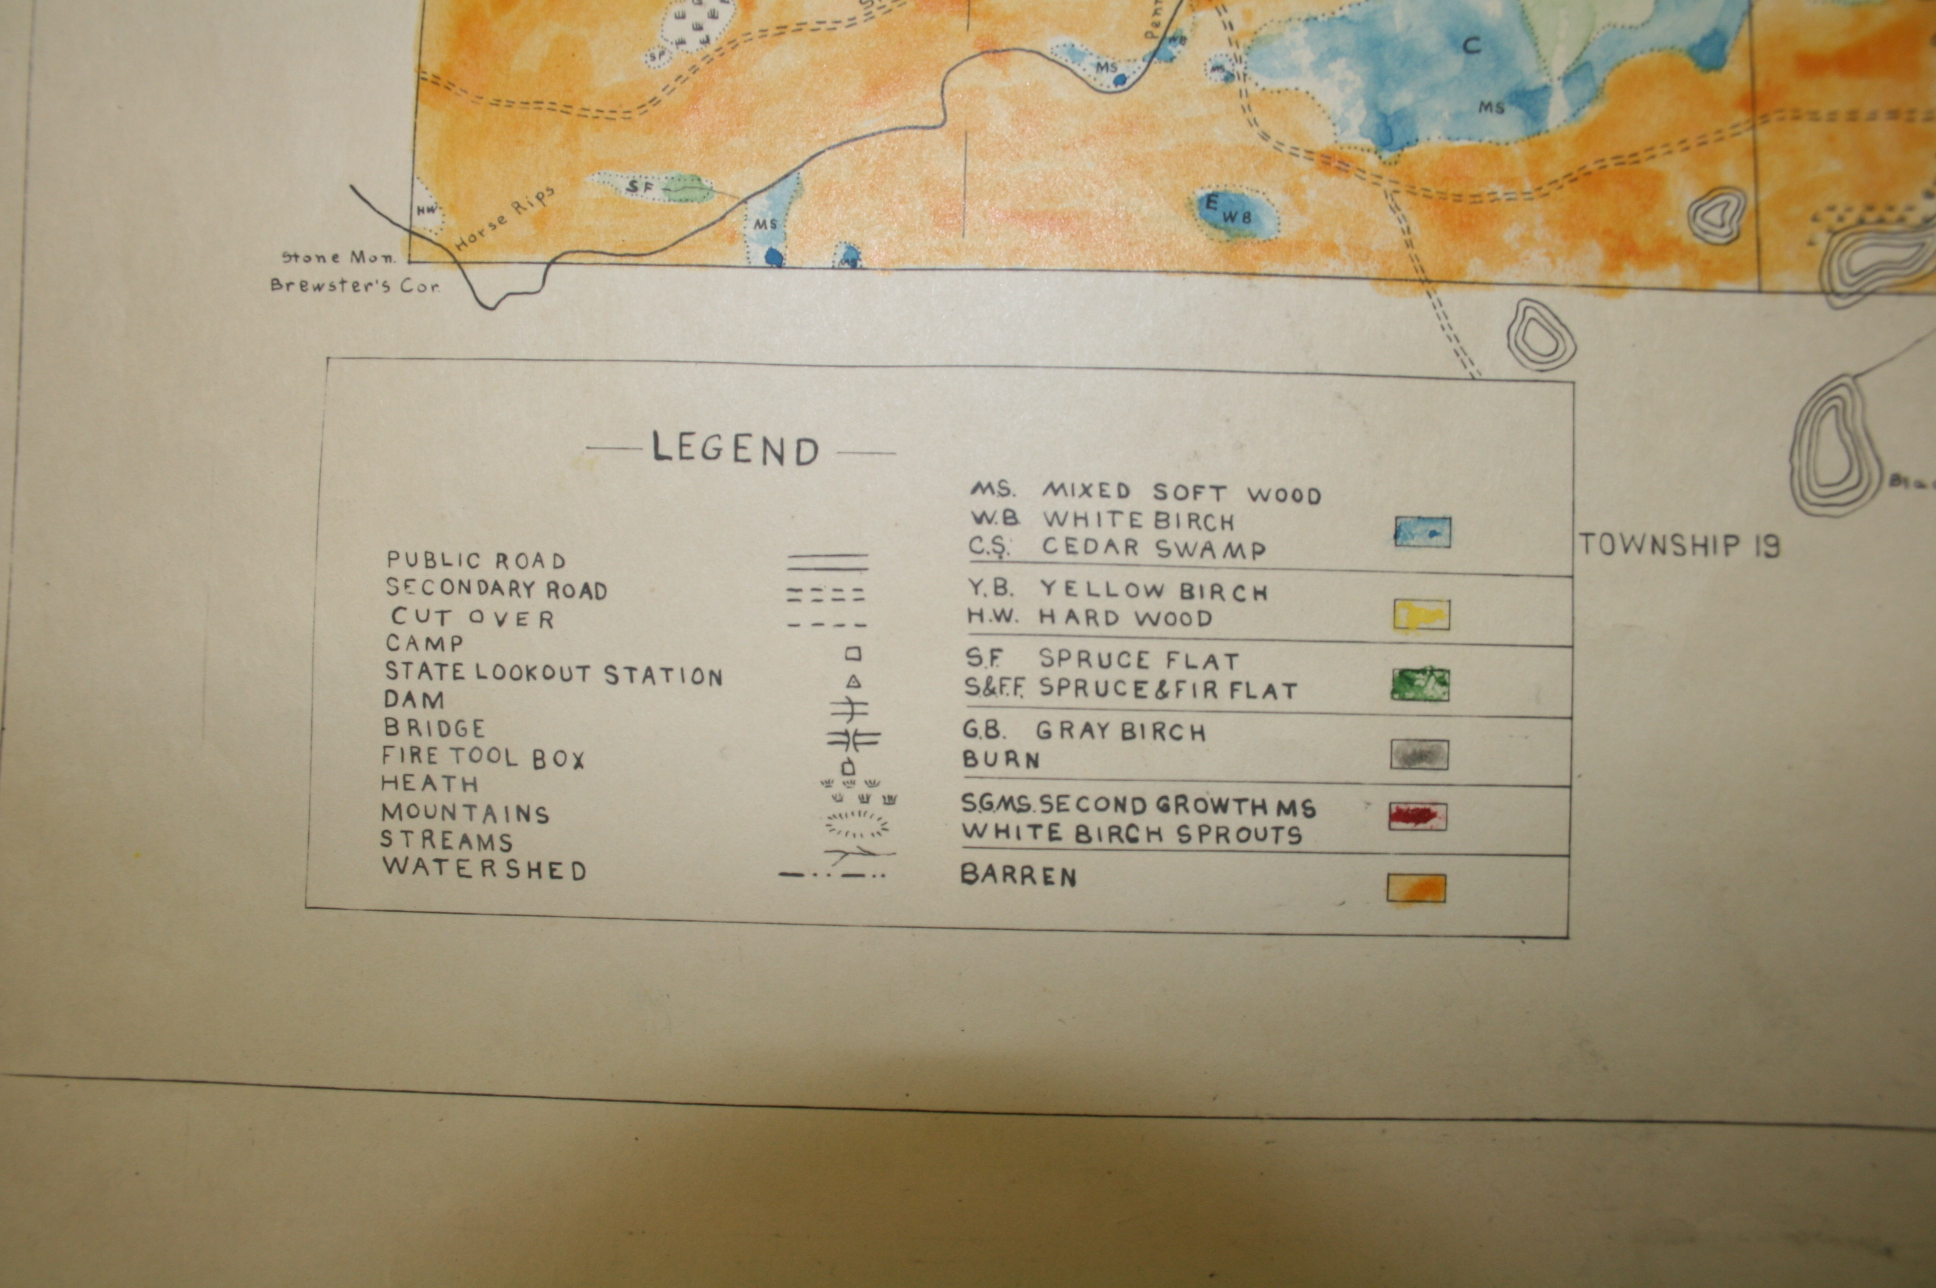 C
MS
MS
E
WB
WB
MS
MS
MS
SF
SF
Horse Rips
HW
Stone Mon.
Brewster's Cor.
TOWNSHIP 19
— LEGEND —
PUBLIC ROAD
SECONDARY ROAD
CUT OVER
CAMP
STATE LOOKOUT STATION
DAM
BRIDGE
FIRE TOOL BOX
HEATH
MOUNTAINS
STREAMS
WATERSHED
MS. MIXED SOFT WOOD
W.B. WHITE BIRCH
C.S. CEDAR SWAMP
Y.B. YELLOW BIRCH
H.W. HARD WOOD
S.F. SPRUCE FLAT
S&F.F. SPRUCE & FIR FLAT
G.B. GRAY BIRCH
BURN
S.G.M.S. SECOND GROWTH MS
WHITE BIRCH SPROUTS
BARREN